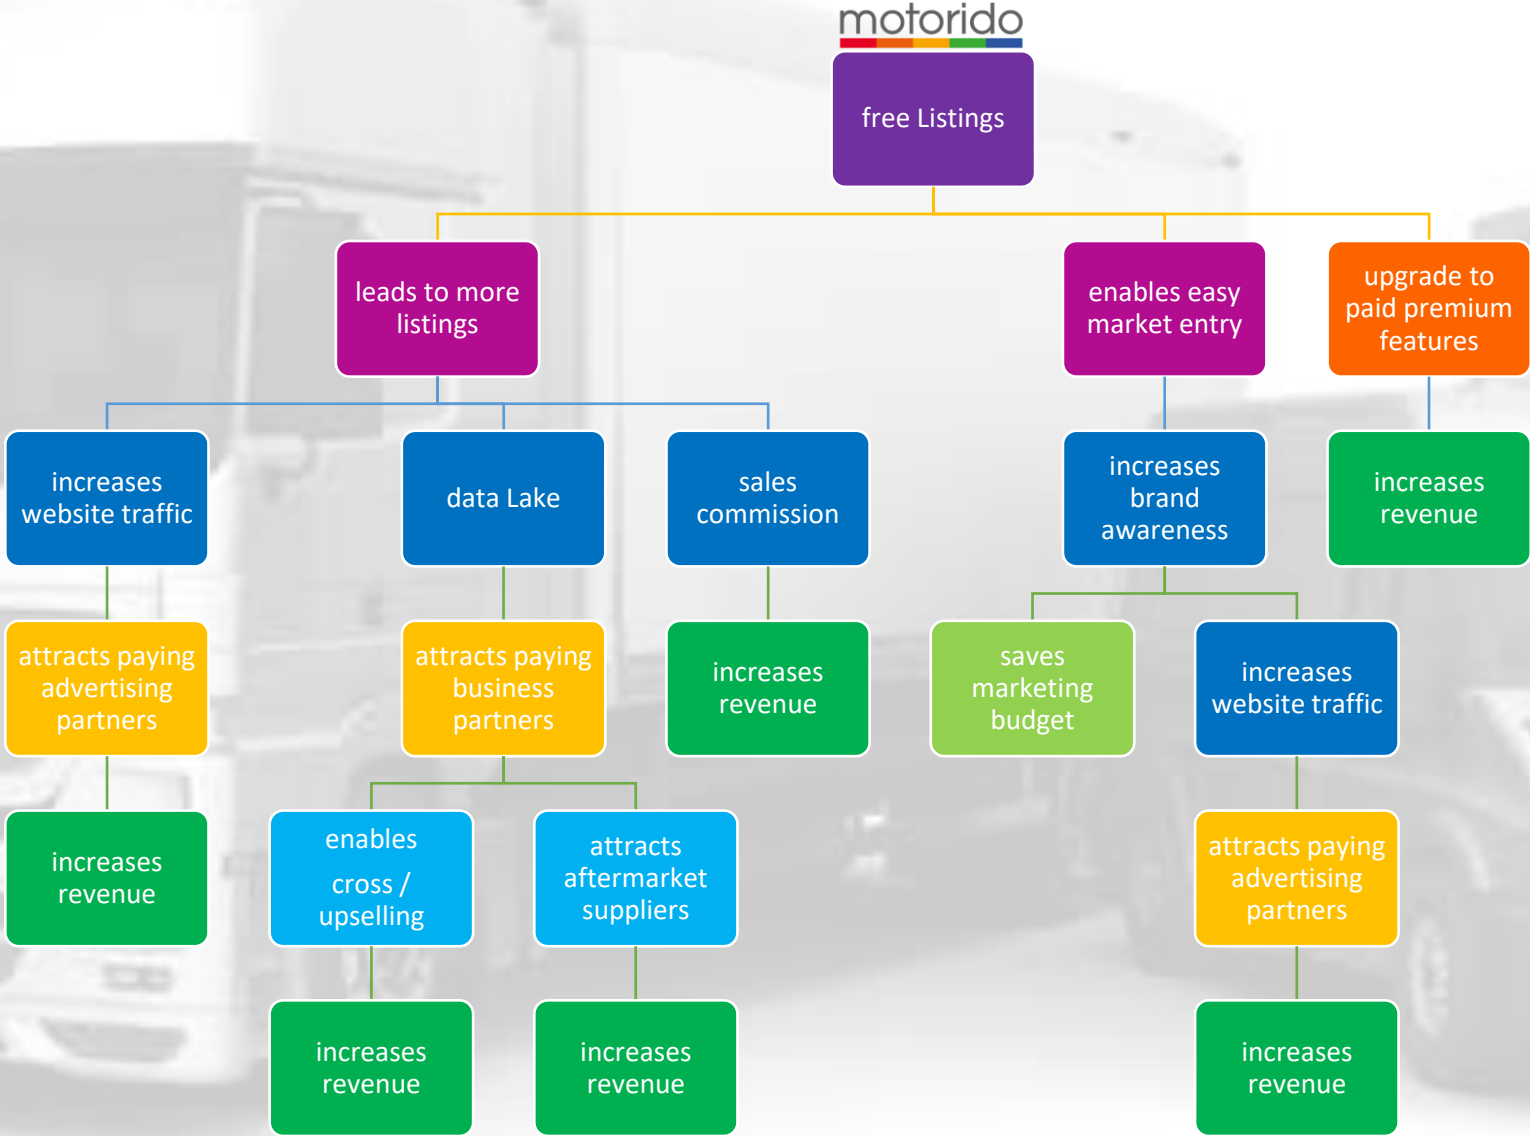 motorido
free Listings
leads to more
listings
enables easy
market entry
upgrade to
paid premium
features
increases
website traffic
data Lake
sales
commission
increases
brand
awareness
increases
revenue
attracts paying
advertising
partners
attracts paying
business
partners
increases
revenue
saves
marketing
budget
increases
website traffic
increases
revenue
enables
cross /
upselling
attracts
aftermarket
suppliers
attracts paying
advertising
partners
increases
revenue
increases
revenue
increases
revenue